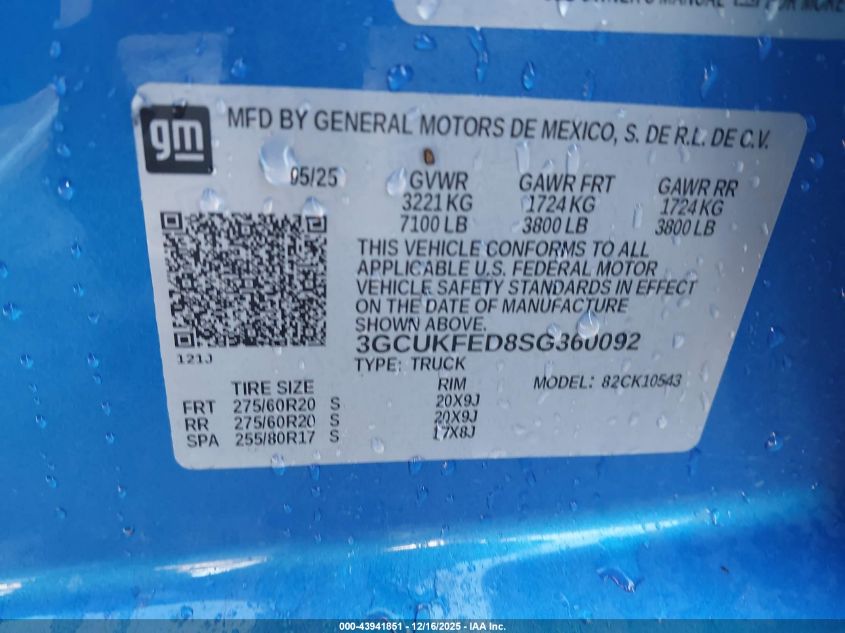 OWNER'S MANUAL FOR MORE
gm
MFD BY GENERAL MOTORS DE MEXICO, S. DE R.L. DE C.V.
05/25 GVWR GAWR FRT GAWR RR
3221 KG 1724 KG 1724 KG
7100 LB 3800 LB 3800 LB
THIS VEHICLE CONFORMS TO ALL
APPLICABLE U.S. FEDERAL MOTOR
VEHICLE SAFETY STANDARDS IN EFFECT
ON THE DATE OF MANUFACTURE
SHOWN ABOVE.
3GCUKFED8SG360092
121J
TYPE: TRUCK
TIRE SIZE RIM MODEL: 82CK10543
FRT 275/60R20 S 20X9J
RR 275/60R20 S 20X9J
SPA 255/80R17 S 17X8J
000-43941851 - 12/16/2025 - IAA Inc.